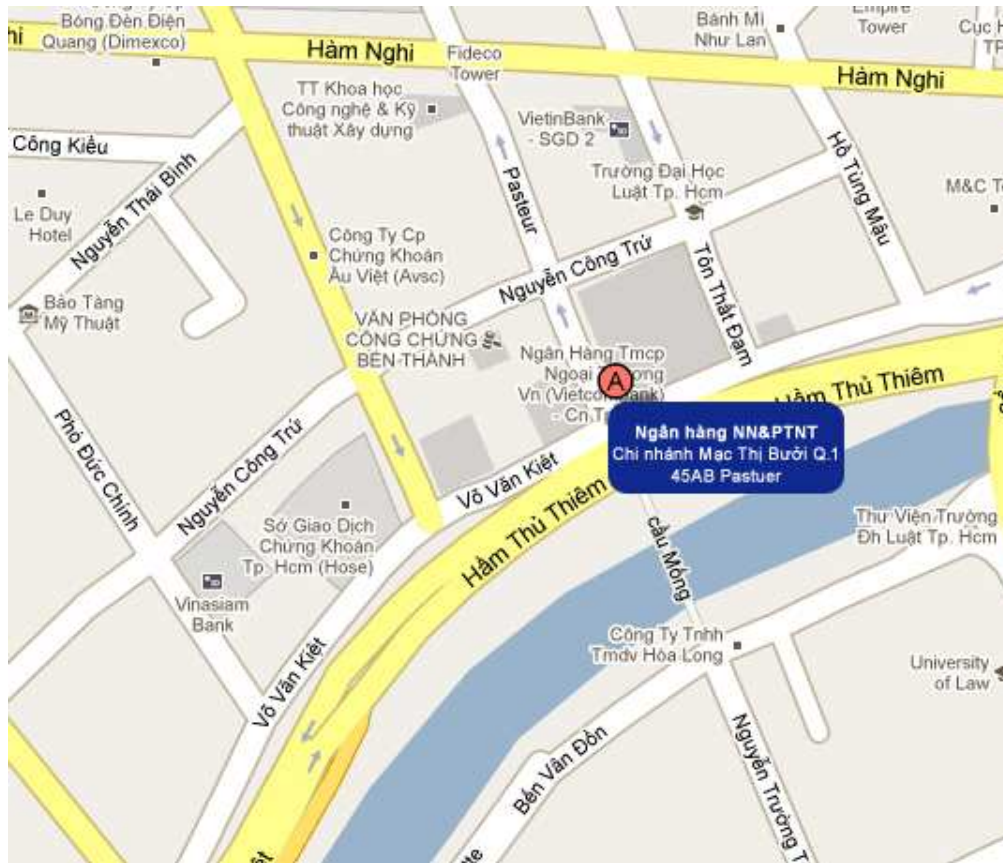 Bóng Đèn Điện
Quang (Dimexco)
Hàm Nghi
Fideco
Tower
Bánh Mì
Như Lan
Empire
Tower
Hàm Nghi
TT Khoa học
Công nghệ & Kỹ
thuật Xây dựng
VietinBank
- SGD 2
Công Kiều
Nguyễn Thái Bình
Pasteur
Trường Đại Học
Luật Tp. Hcm
Hồ Tùng Mậu
Le Duy
Hotel
Công Ty Cp
Chứng Khoán
Âu Việt (Avsc)
Nguyễn Công Trứ
Tôn Thất Đạm
Bảo Tàng
Mỹ Thuật
VĂN PHÒNG
CÔNG CHỨNG
BẾN THÀNH
Ngân Hàng Tmcp
Ngoại
Vn
- Cn
A
Hầm Thủ Thiêm
Ngân hàng NN&PTNT
Chi nhánh Mạc Thị Bưởi Q.1
45AB Pastuer
Phó Đức Chính
Nguyễn Công Trứ
Võ Văn Kiệt
Hầm Thủ Thiêm
Sở Giao Dịch
Chứng Khoán
Tp. Hcm (Hose)
Thư Viện Trường
Đh Luật Tp. Hcm
cầu Mống
Vinasiam
Bank
Công Ty Tnhh
Tmdv Hòa Long
University
of Law
Võ Văn Kiệt
Bến Vân Đồn
Nguyễn Trường